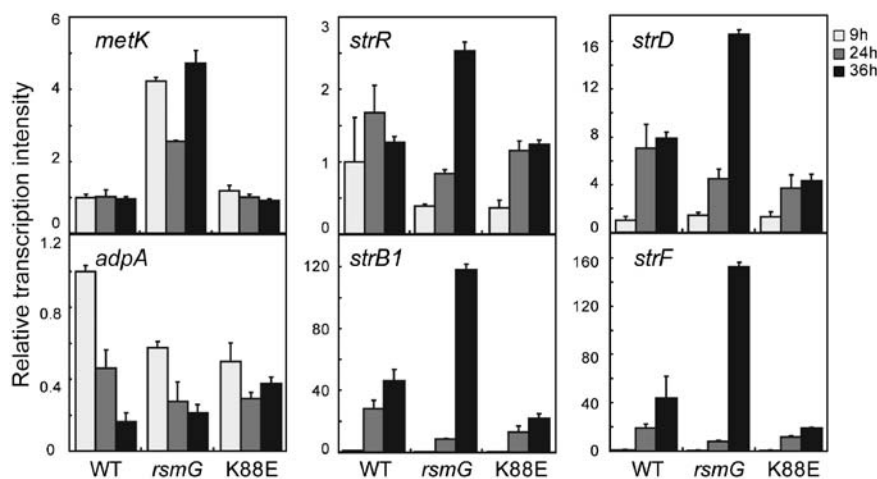 metK
strR
strD
9h
24h
36h
6
4
2
1
0
3
2
1
0
16
12
8
4
0
Relative transcription intensity
adpA
strB1
strF
1.2
0.8
0.4
0
120
80
40
0
160
120
80
40
0
WT rsmG K88E
WT rsmG K88E
WT rsmG K88E